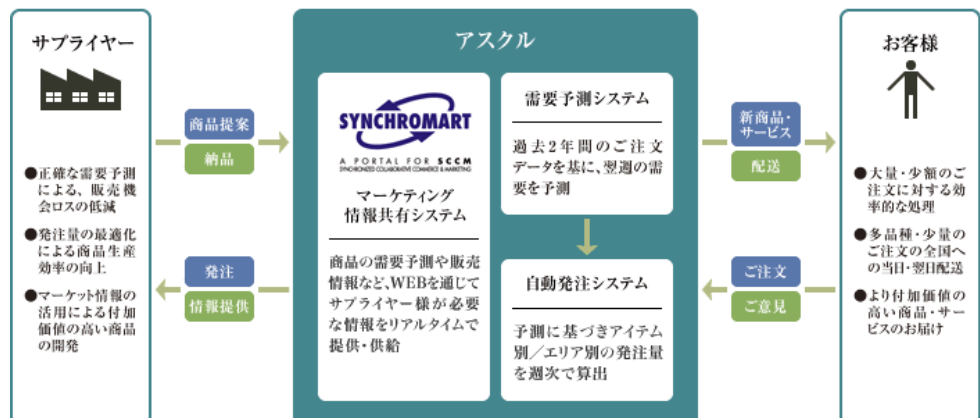 サプライヤー
●正確な需要予測
による、販売機
会ロスの低減
●発注量の最適化
による商品生産
効率の向上
●マーケット情報の
活用による付加
価値の高い商品
の開発
商品提案
納品
発注
情報提供
アスクル
SYNCHROMART
A PORTAL FOR SCCM
SYNCHRONIZED COLLABORATIVE COMMERCE & MARKETING
マーケティング
情報共有システム
商品の需要予測や販売
情報など、WEBを通じて
サプライヤー様が必要
な情報をリアルタイムで
提供・供給
需要予測システム
過去2年間のご注文
データを基に、翌週の需
要を予測
自動発注システム
予測に基づきアイテム
別／エリア別の発注量
を週次で算出
新商品・
サービス
配送
ご注文
ご意見
お客様
●大量・少額のご
注文に対する効
率的な処理
●多品種・少量の
ご注文の全国へ
の当日・翌日配送
●より付加価値の
高い商品・サー
ビスのお届け